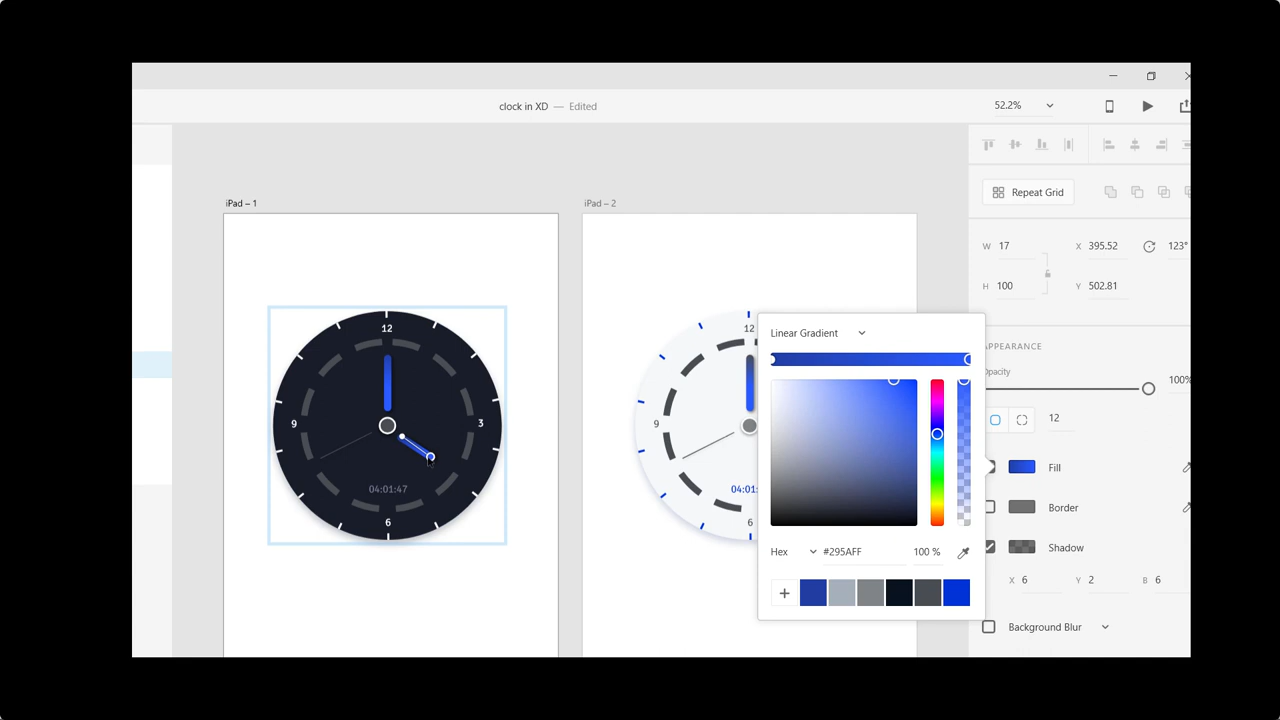 clock in XD — Edited
52.2%
Repeat Grid
iPad – 1
iPad – 2
W 17
X 395.52
123°
H 100
Y 502.81
12
3
6
9
04:01:47
12
9
6
04:01:
Linear Gradient
Hex
#295AFF
100 %
APPEARANCE
Opacity
100%
12
Fill
Border
Shadow
X 6
Y 2
B 6
Background Blur